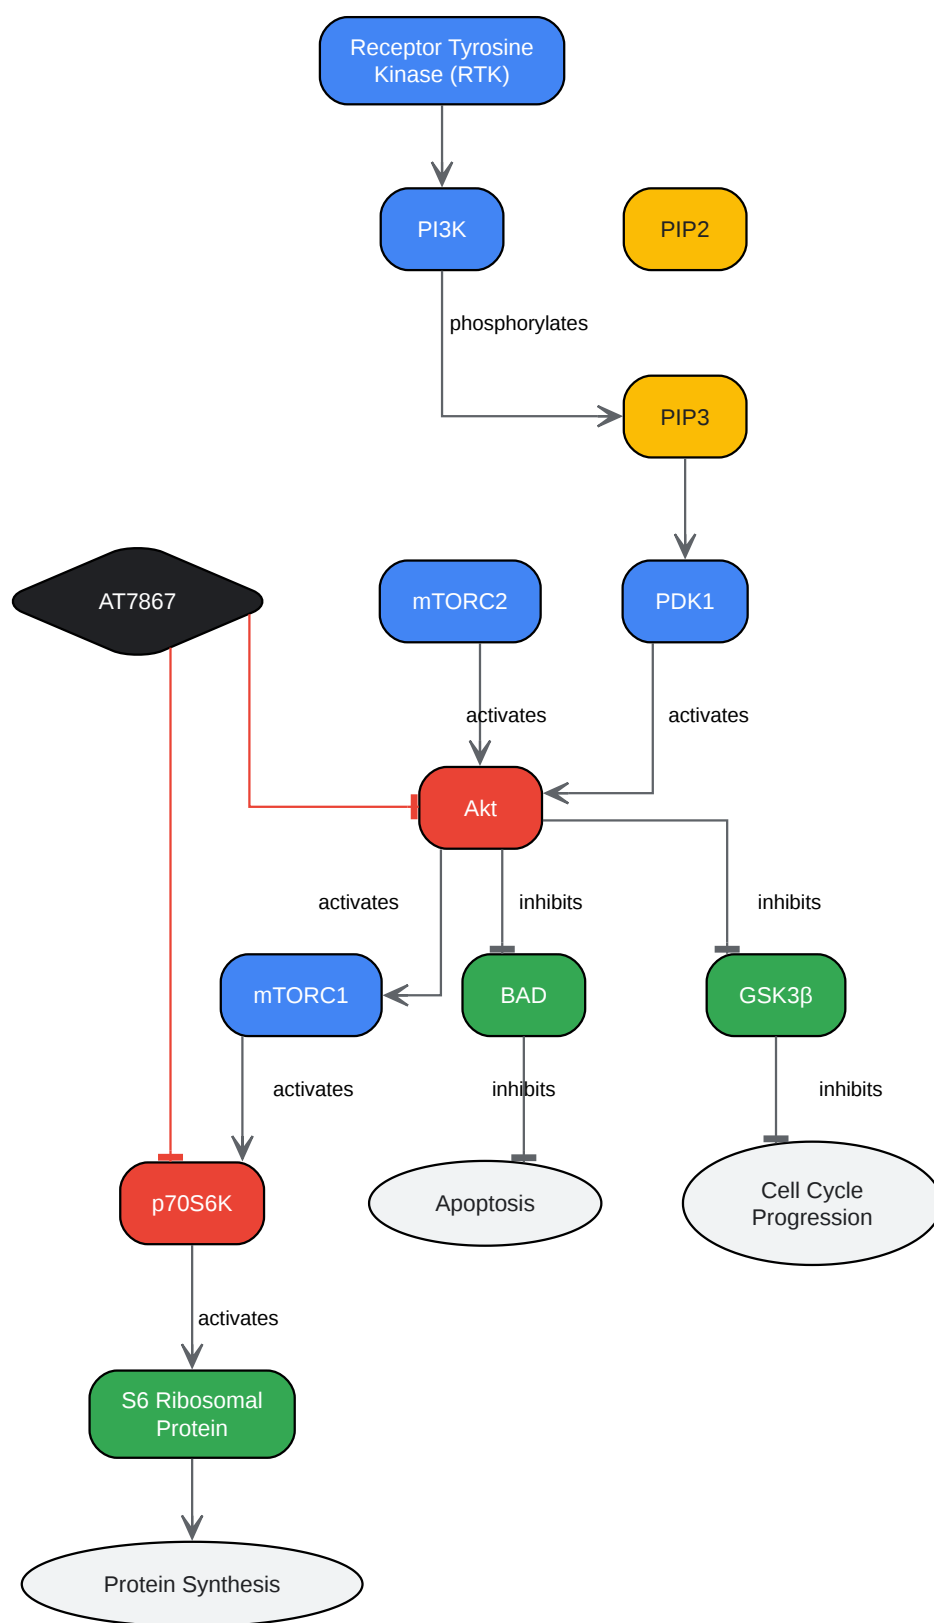 Receptor Tyrosine
Kinase (RTK)
PI3K
PIP2
phosphorylates
PIP3
AT7867
mTORC2
PDK1
activates
activates
Akt
activates
inhibits
inhibits
mTORC1
BAD
GSK3β
activates
inhibits
inhibits
p70S6K
Apoptosis
Cell Cycle
Progression
activates
S6 Ribosomal
Protein
Protein Synthesis